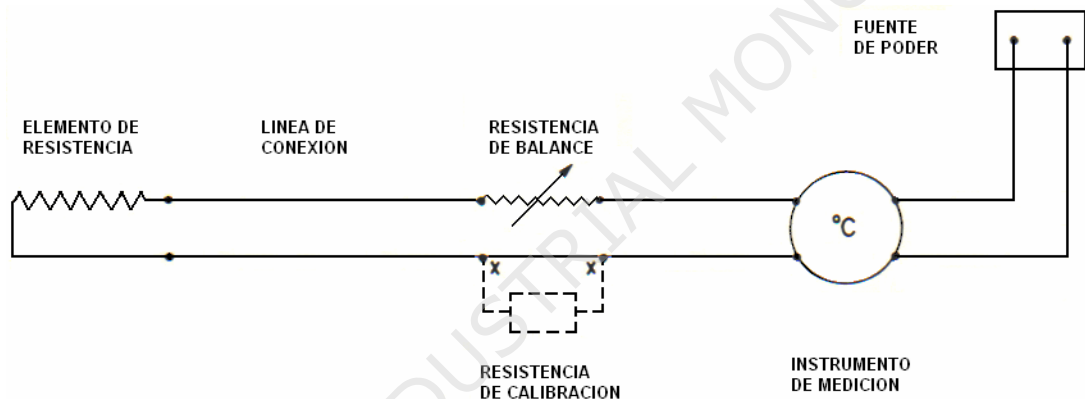 FUENTE
DE PODER
ELEMENTO DE
RESISTENCIA
LINEA DE
CONEXION
RESISTENCIA
DE BALANCE
°C
X X
RESISTENCIA
DE CALIBRACION
INSTRUMENTO
DE MEDICION